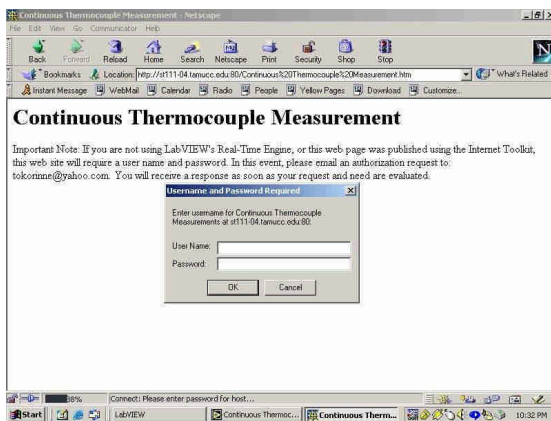 Continuous Thermocouple Measurement - Netscape
File Edit View Go Communicator Help
Back Forward Reload Home Search Netscape Print Security Shop Stop
Bookmarks Location: http://st111-04.tamucc.edu:80/Continuous%20Thermocouple%20Measurement.htm What's Related
Instant Message WebMail Calendar Radio People Yellow Pages Download Customize...
Continuous Thermocouple Measurement
Important Note: If you are not using LabVIEW's Real-Time Engine, or this web page was published using the Internet Toolkit,
this web site will require a user name and password. In this event, please email an authorization request to:
tokorinne@yahoo.com. You will receive a response as soon as your request and need are evaluated.
Username and Password Required
Enter username for Continuous Thermocouple
Measurements at st111-04.tamucc.edu:80:
User Name:
Password:
OK Cancel
Connect: Please enter password for host...
Start LabVIEW Continuous Thermoc... Continuous Therm... 10:32 PM